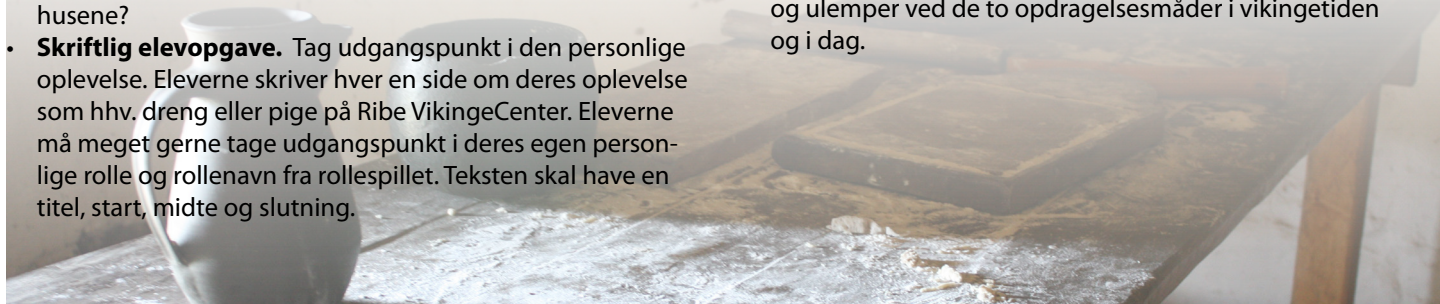 husene?
• Skriftlig elevopgave. Tag udgangspunkt i den personlige
oplevelse. Eleverne skriver hver en side om deres oplevelse
som hhv. dreng eller pige på Ribe VikingeCenter. Eleverne
må meget gerne tage udgangspunkt i deres egen person-
lige rolle og rollenavn fra rollespillet. Teksten skal have en
titel, start, midte og slutning.
og ulemper ved de to opdragelsesmåder i vikingetiden
og i dag.